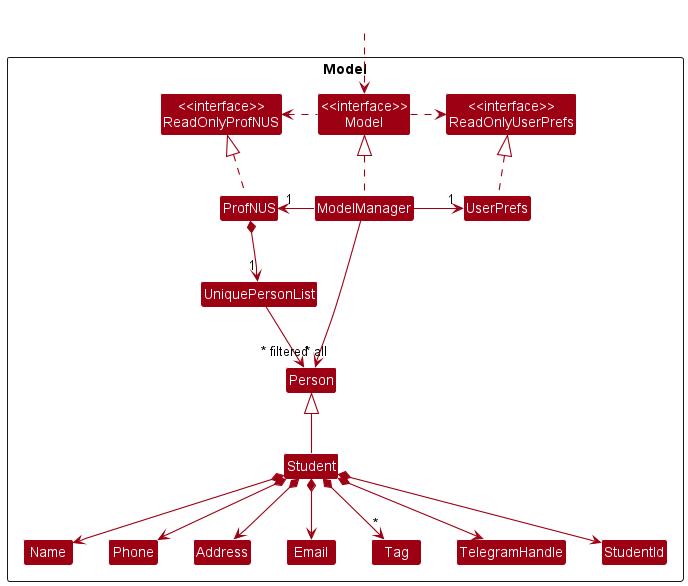 Model
<<interface>>
ReadOnlyProfNUS
<<interface>>
Model
<<interface>>
ReadOnlyUserPrefs
ProfNUS
1
ModelManager
1
UserPrefs
1
UniquePersonList
* filtered
* all
Person
Student
*
Name
Phone
Address
Email
Tag
TelegramHandle
StudentId